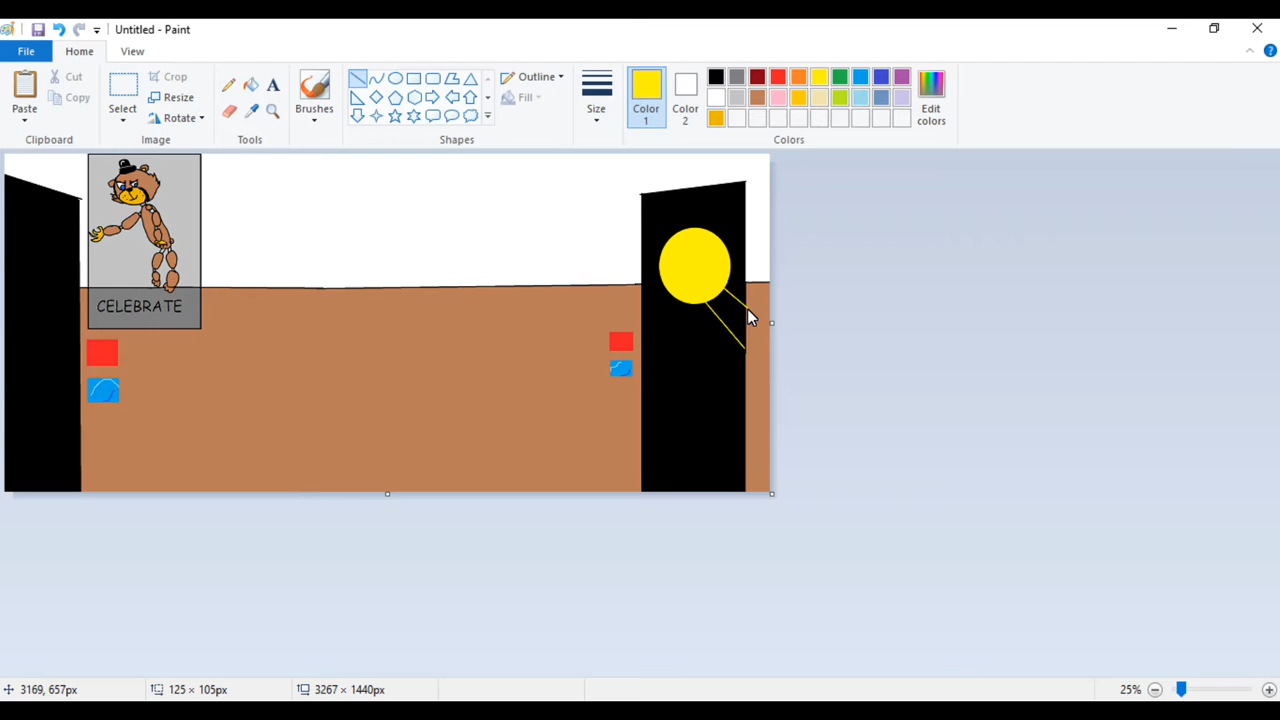 Untitled - Paint
File Home View
Paste
Cut
Copy
Clipboard
Select
Crop
Resize
Rotate
Image
Tools
Brushes
Shapes
Outline
Fill
Size
Color 1
Color 2
Edit colors
Colors
CELEBRATE
3169, 657px
125 × 105px
3267 × 1440px
25%